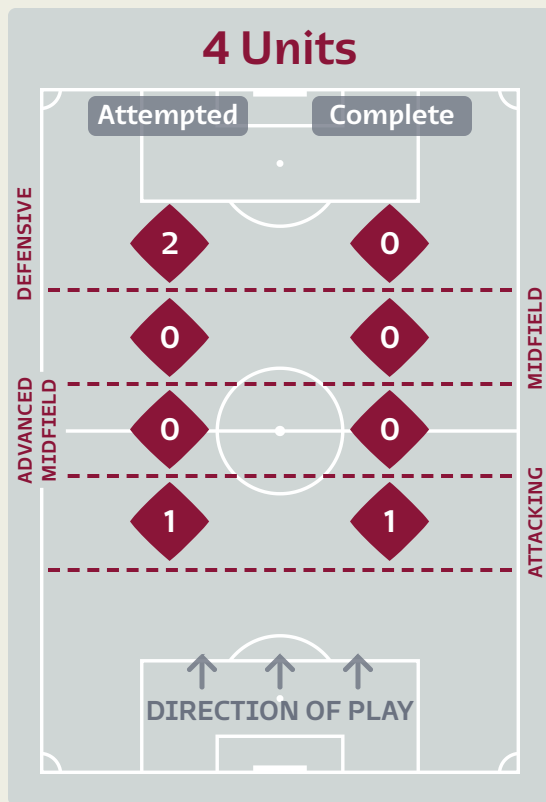 4 Units
Attempted
Complete
DEFENSIVE
2
0
MIDFIELD
0
0
ADVANCED
MIDFIELD
0
0
ATTACKING
1
1
DIRECTION OF PLAY